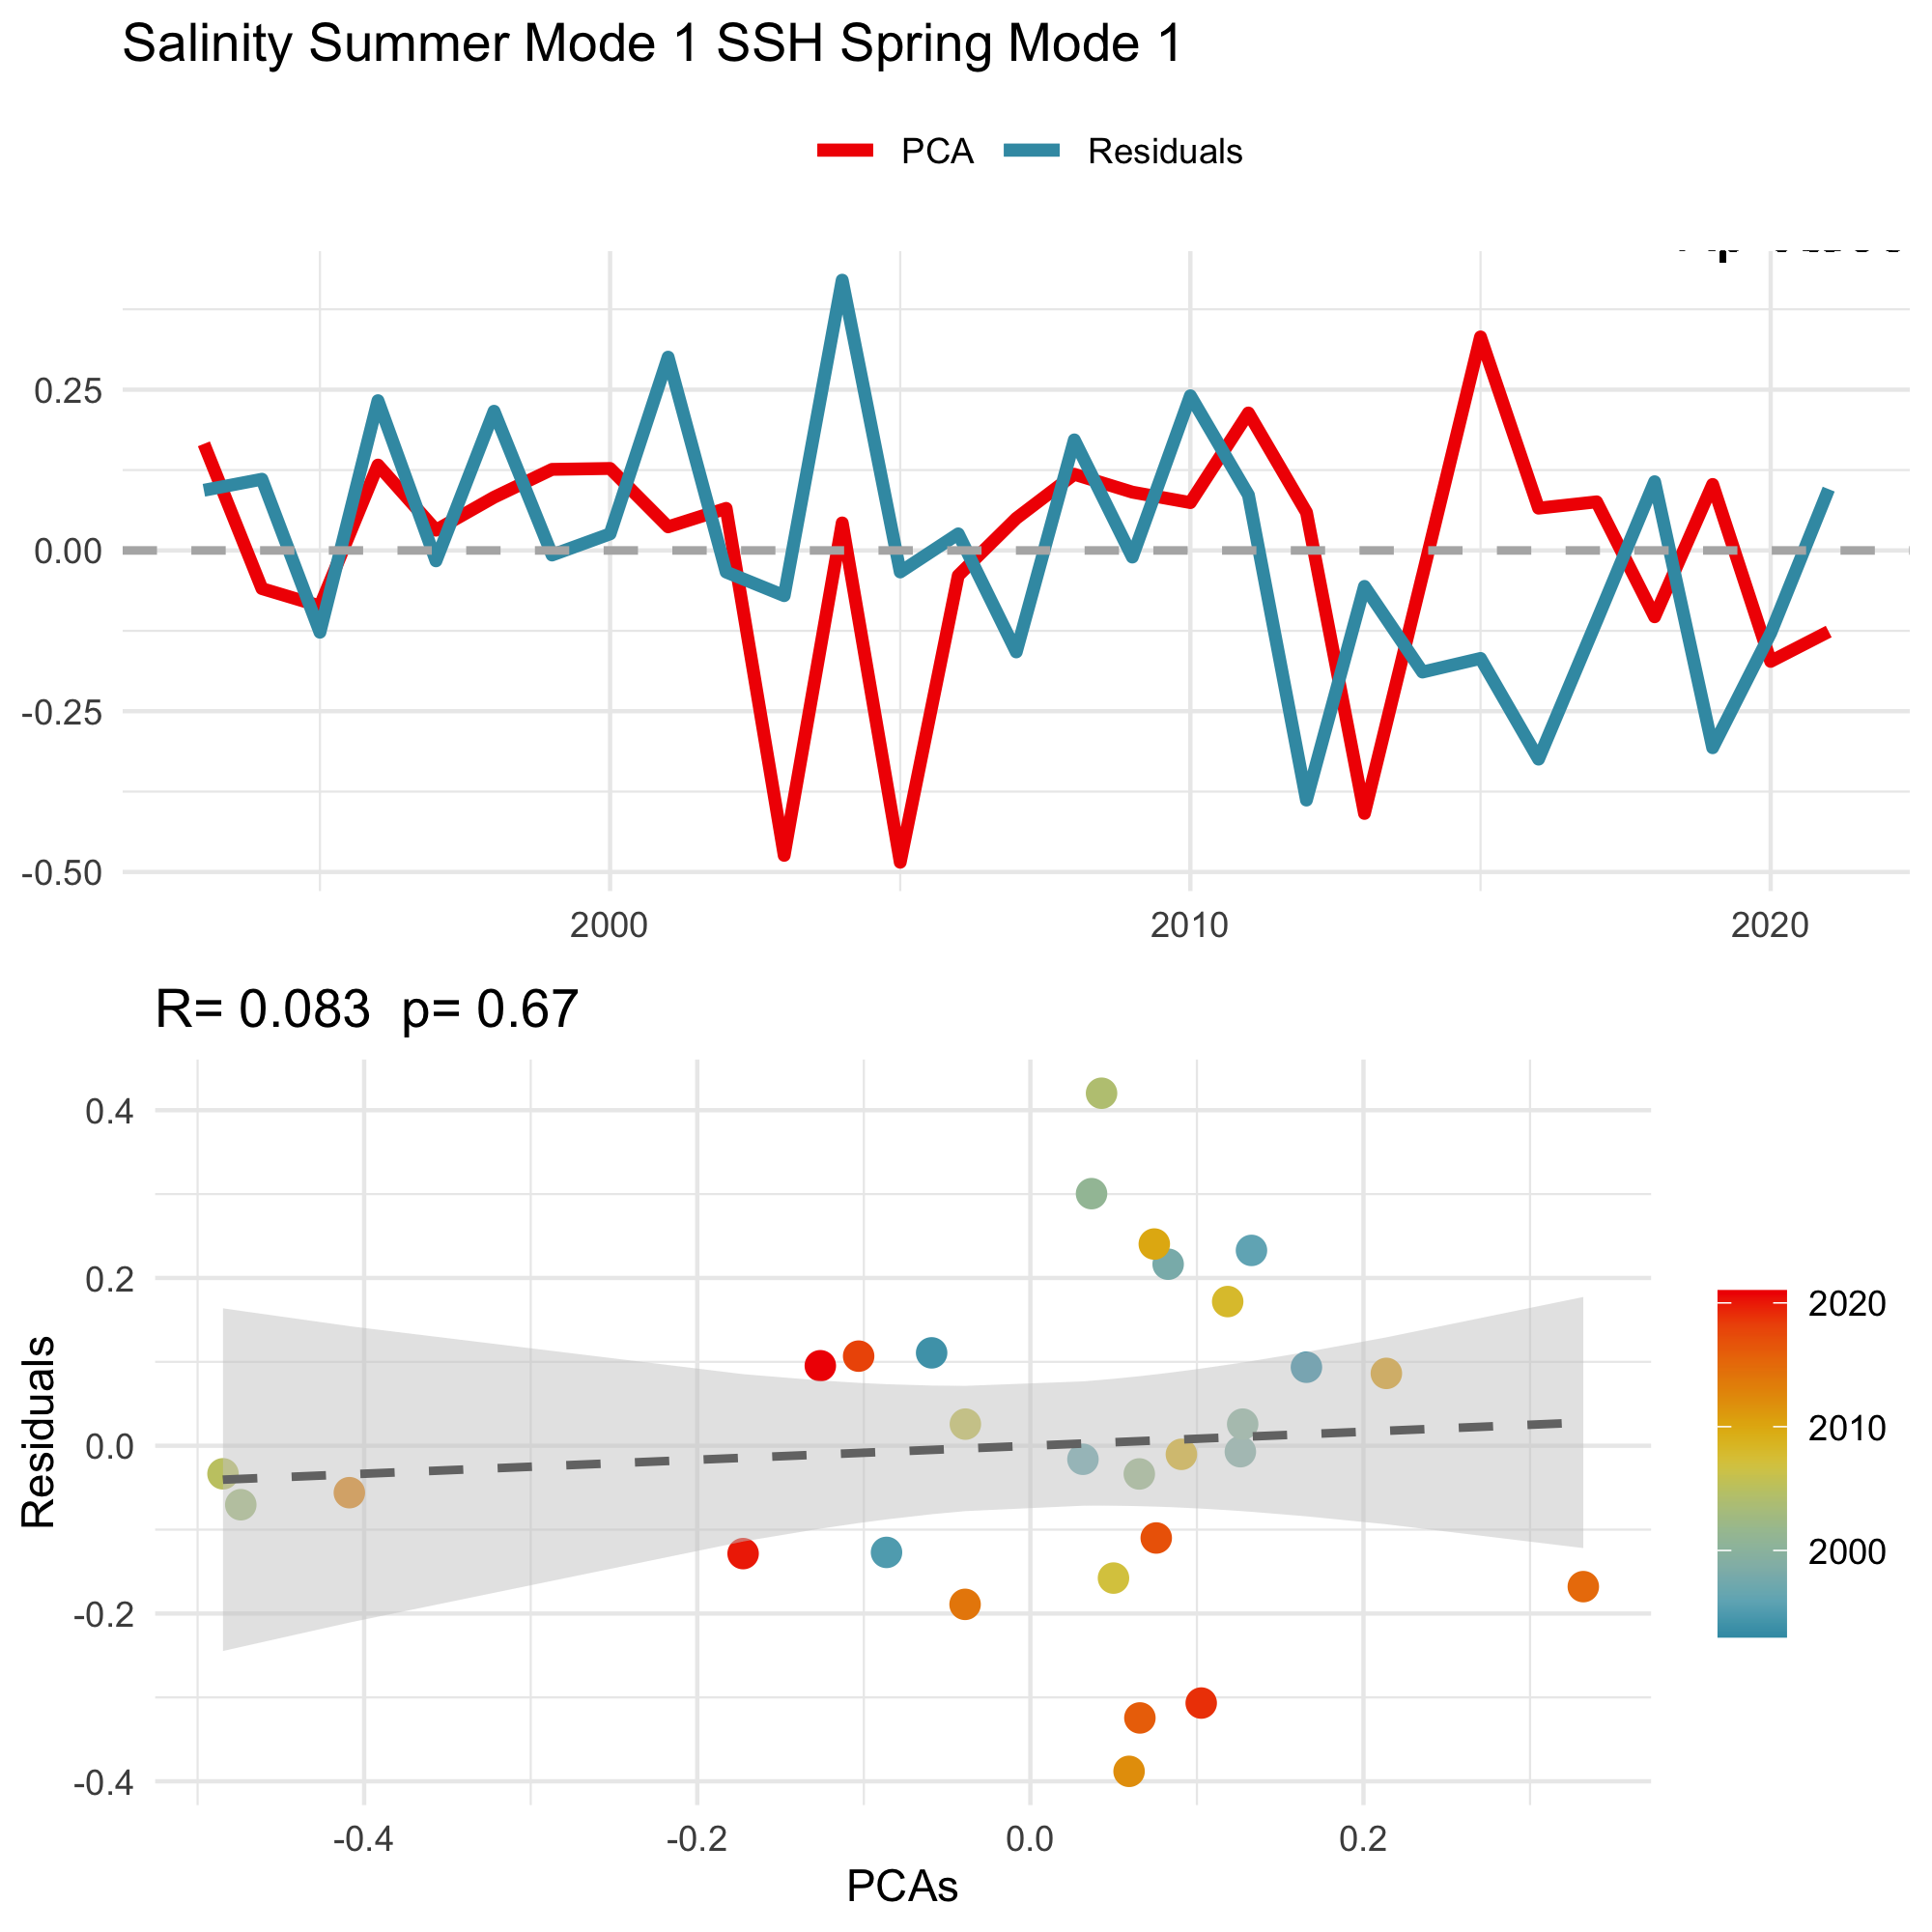 Salinity Summer Mode 1 SSH Spring Mode 1
PCA Residuals
0.25
0.00
-0.25
-0.50
2000 2010 2020
R= 0.083 p= 0.67
Residuals
0.4
0.2
0.0
-0.2
-0.4
-0.4 -0.2 0.0 0.2
PCAs
2020
2010
2000